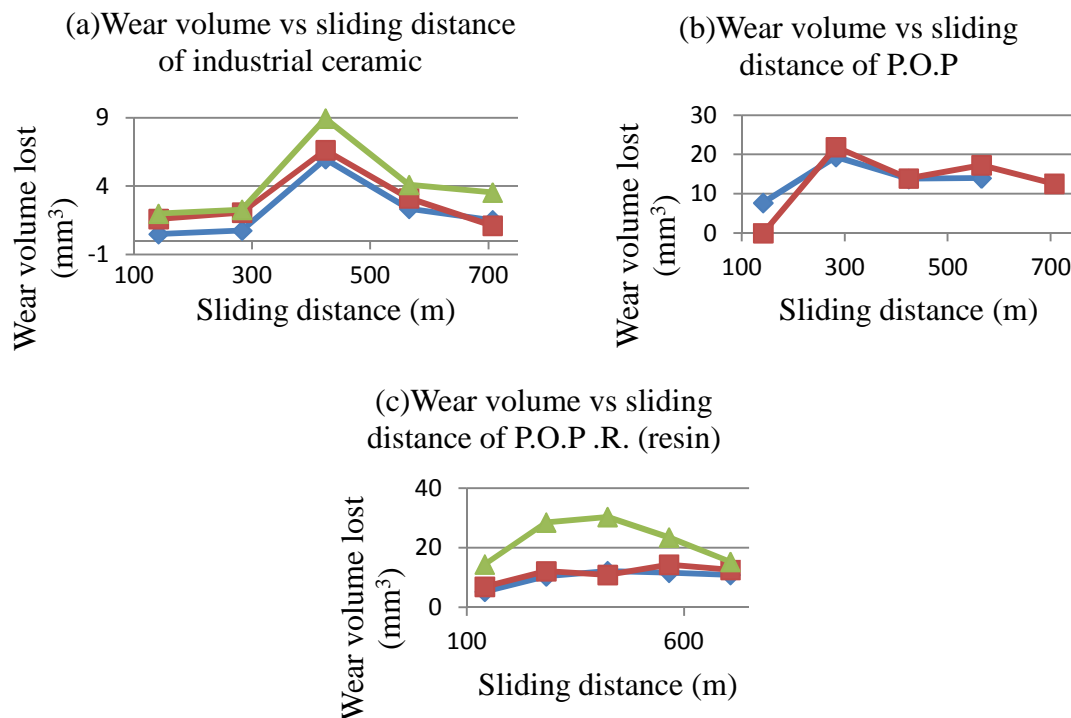 (a)Wear volume vs sliding distance
of industrial ceramic
Wear volume lost
(mm³)
9
4
-1
100 300 500 700
Sliding distance (m)
(b)Wear volume vs sliding
distance of P.O.P
Wear volume lost
(mm³)
30
20
10
0
100 300 500 700
Sliding distance (m)
(c)Wear volume vs sliding
distance of P.O.P .R. (resin)
Wear volume lost
(mm³)
40
20
0
100 600
Sliding distance (m)